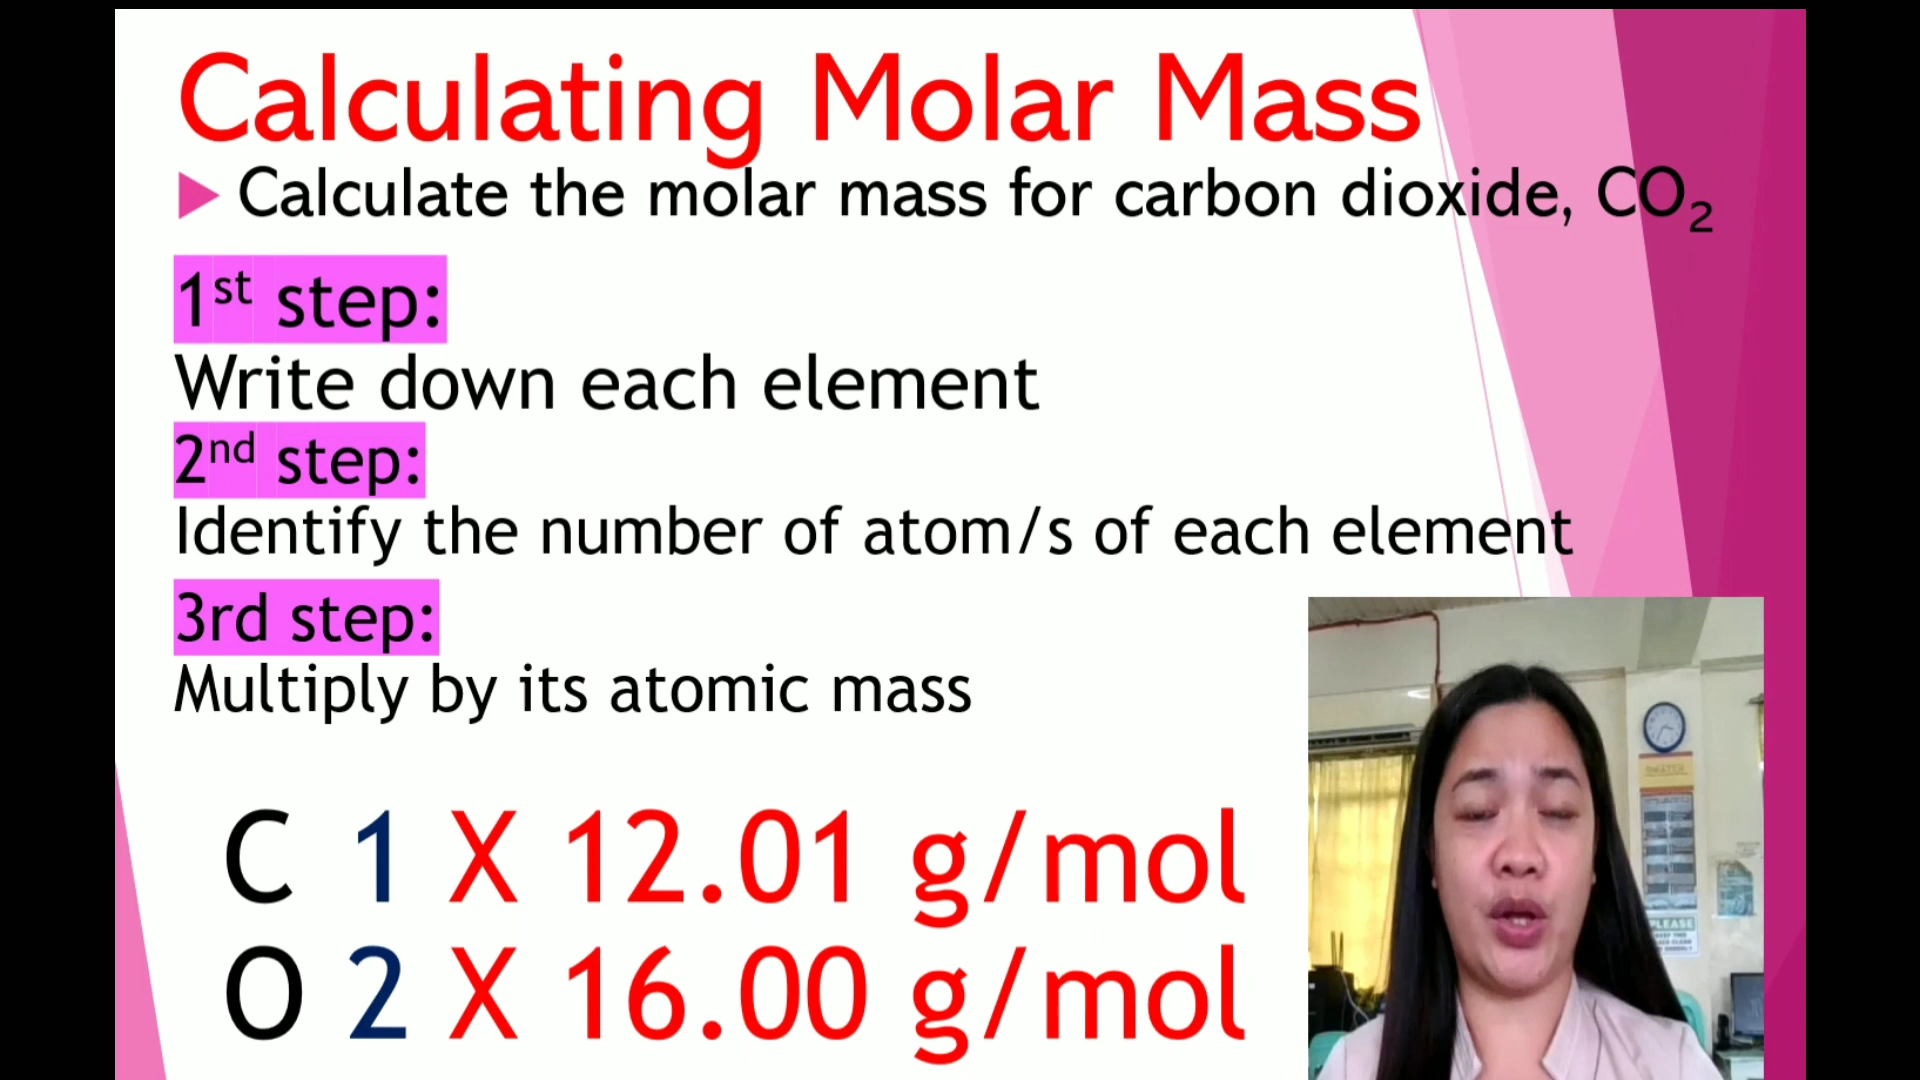 Calculating Molar Mass
Calculate the molar mass for carbon dioxide, CO₂
1st step:
Write down each element
2nd step:
Identify the number of atom/s of each element
3rd step:
Multiply by its atomic mass
C 1 X 12.01 g/mol
O 2 X 16.00 g/mol
PLEASE